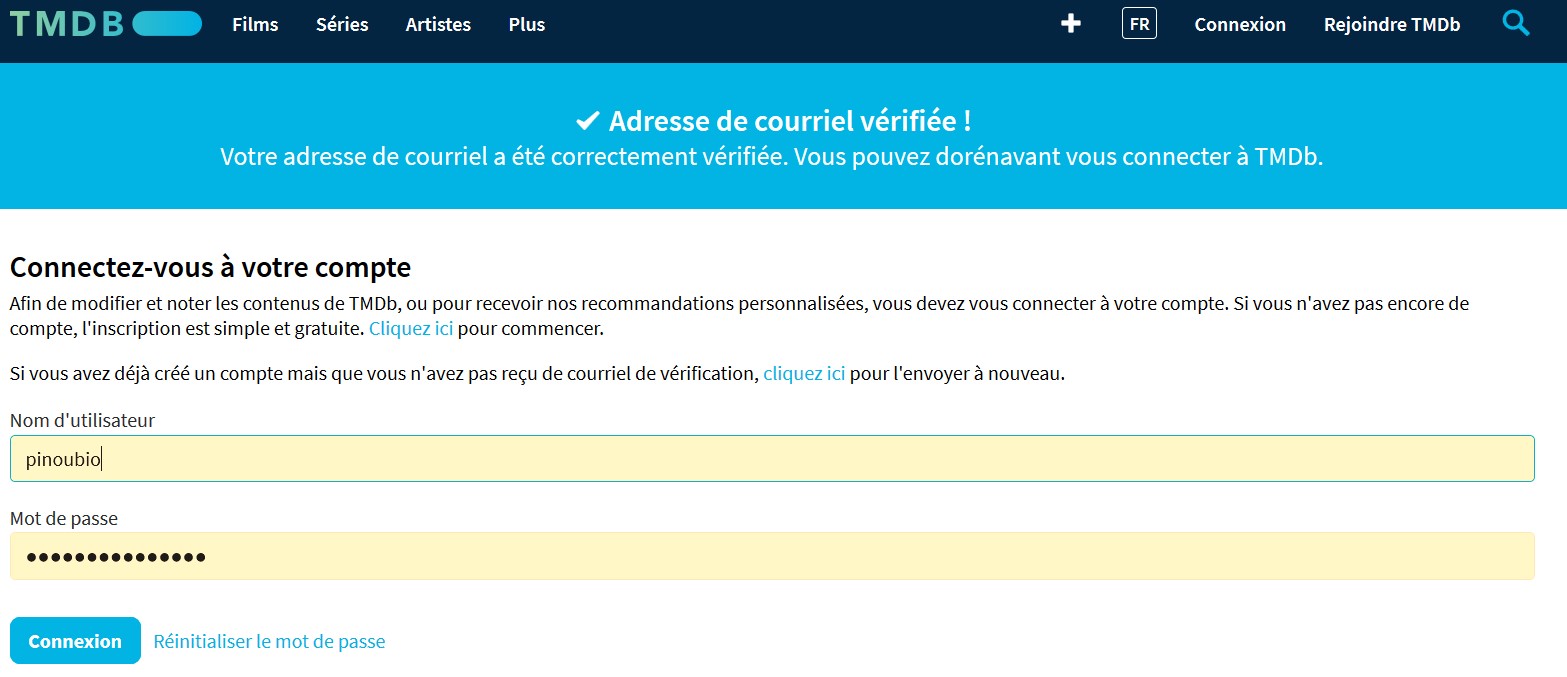 TMDB Films Séries Artistes Plus FR Connexion Rejoindre TMDb
Adresse de courriel vérifiée !
Votre adresse de courriel a été correctement vérifiée. Vous pouvez dorénavant vous connecter à TMDb.
Connectez-vous à votre compte
Afin de modifier et noter les contenus de TMDb, ou pour recevoir nos recommandations personnalisées, vous devez vous connecter à votre compte. Si vous n'avez pas encore de
compte, l'inscription est simple et gratuite. Cliquez ici pour commencer.
Si vous avez déjà créé un compte mais que vous n'avez pas reçu de courriel de vérification, cliquez ici pour l'envoyer à nouveau.
Nom d'utilisateur
pinoubio
Mot de passe
•••••••••••••••
Connexion Réinitialiser le mot de passe